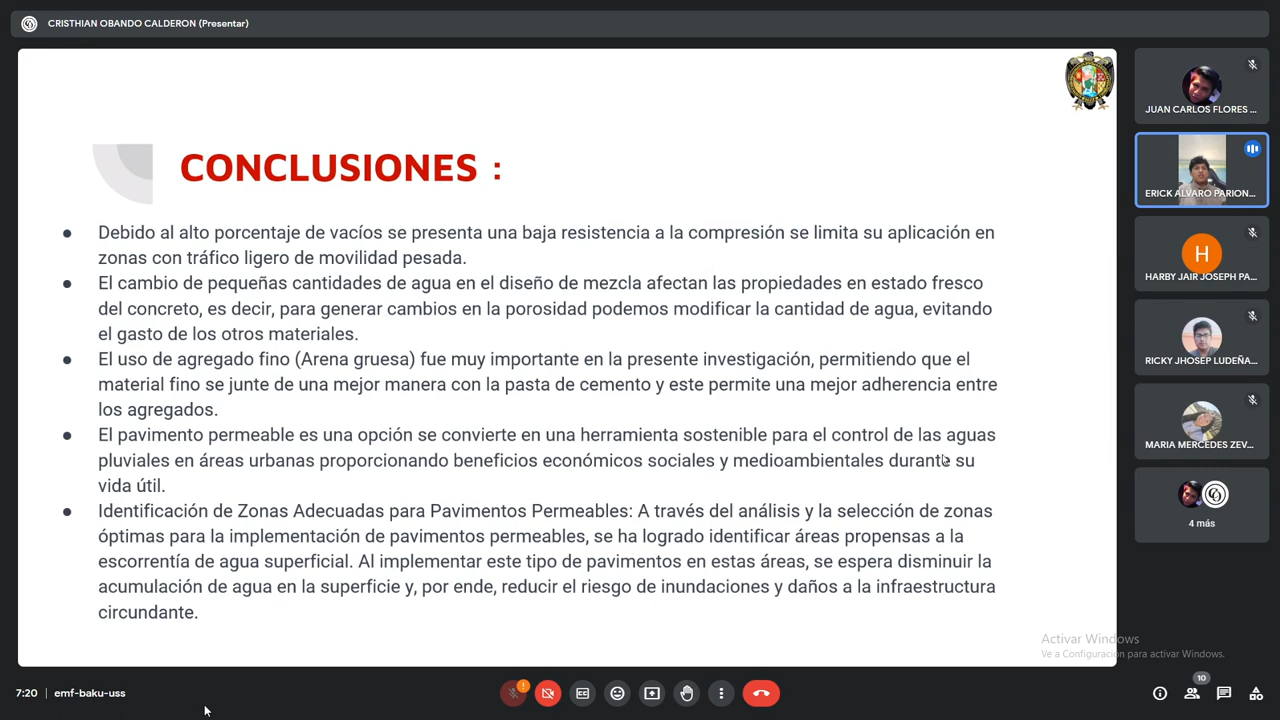 CRISTHIAN OBANDO CALDERON (Presentar)
CONCLUSIONES :
● Debido al alto porcentaje de vacíos se presenta una baja resistencia a la compresión se limita su aplicación en
zonas con tráfico ligero de movilidad pesada.
● El cambio de pequeñas cantidades de agua en el diseño de mezcla afectan las propiedades en estado fresco
del concreto, es decir, para generar cambios en la porosidad podemos modificar la cantidad de agua, evitando
el gasto de los otros materiales.
● El uso de agregado fino (Arena gruesa) fue muy importante en la presente investigación, permitiendo que el
material fino se junte de una mejor manera con la pasta de cemento y este permite una mejor adherencia entre
los agregados.
● El pavimento permeable es una opción se convierte en una herramienta sostenible para el control de las aguas
pluviales en áreas urbanas proporcionando beneficios económicos sociales y medioambientales durante su
vida útil.
● Identificación de Zonas Adecuadas para Pavimentos Permeables: A través del análisis y la selección de zonas
óptimas para la implementación de pavimentos permeables, se ha logrado identificar áreas propensas a la
escorrentía de agua superficial. Al implementar este tipo de pavimentos en estas áreas, se espera disminuir la
acumulación de agua en la superficie y, por ende, reducir el riesgo de inundaciones y daños a la infraestructura
circundante.
JUAN CARLOS FLORES ...
ERICK ALVARO PARION...
H
HARBY JAIR JOSEPH PA...
RICKY JHOSEP LUDEÑA...
MARIA MERCEDES ZEV...
4 más
Activar Windows
Ve a Configuración para activar Windows.
7:20 | emf-baku-uss
10